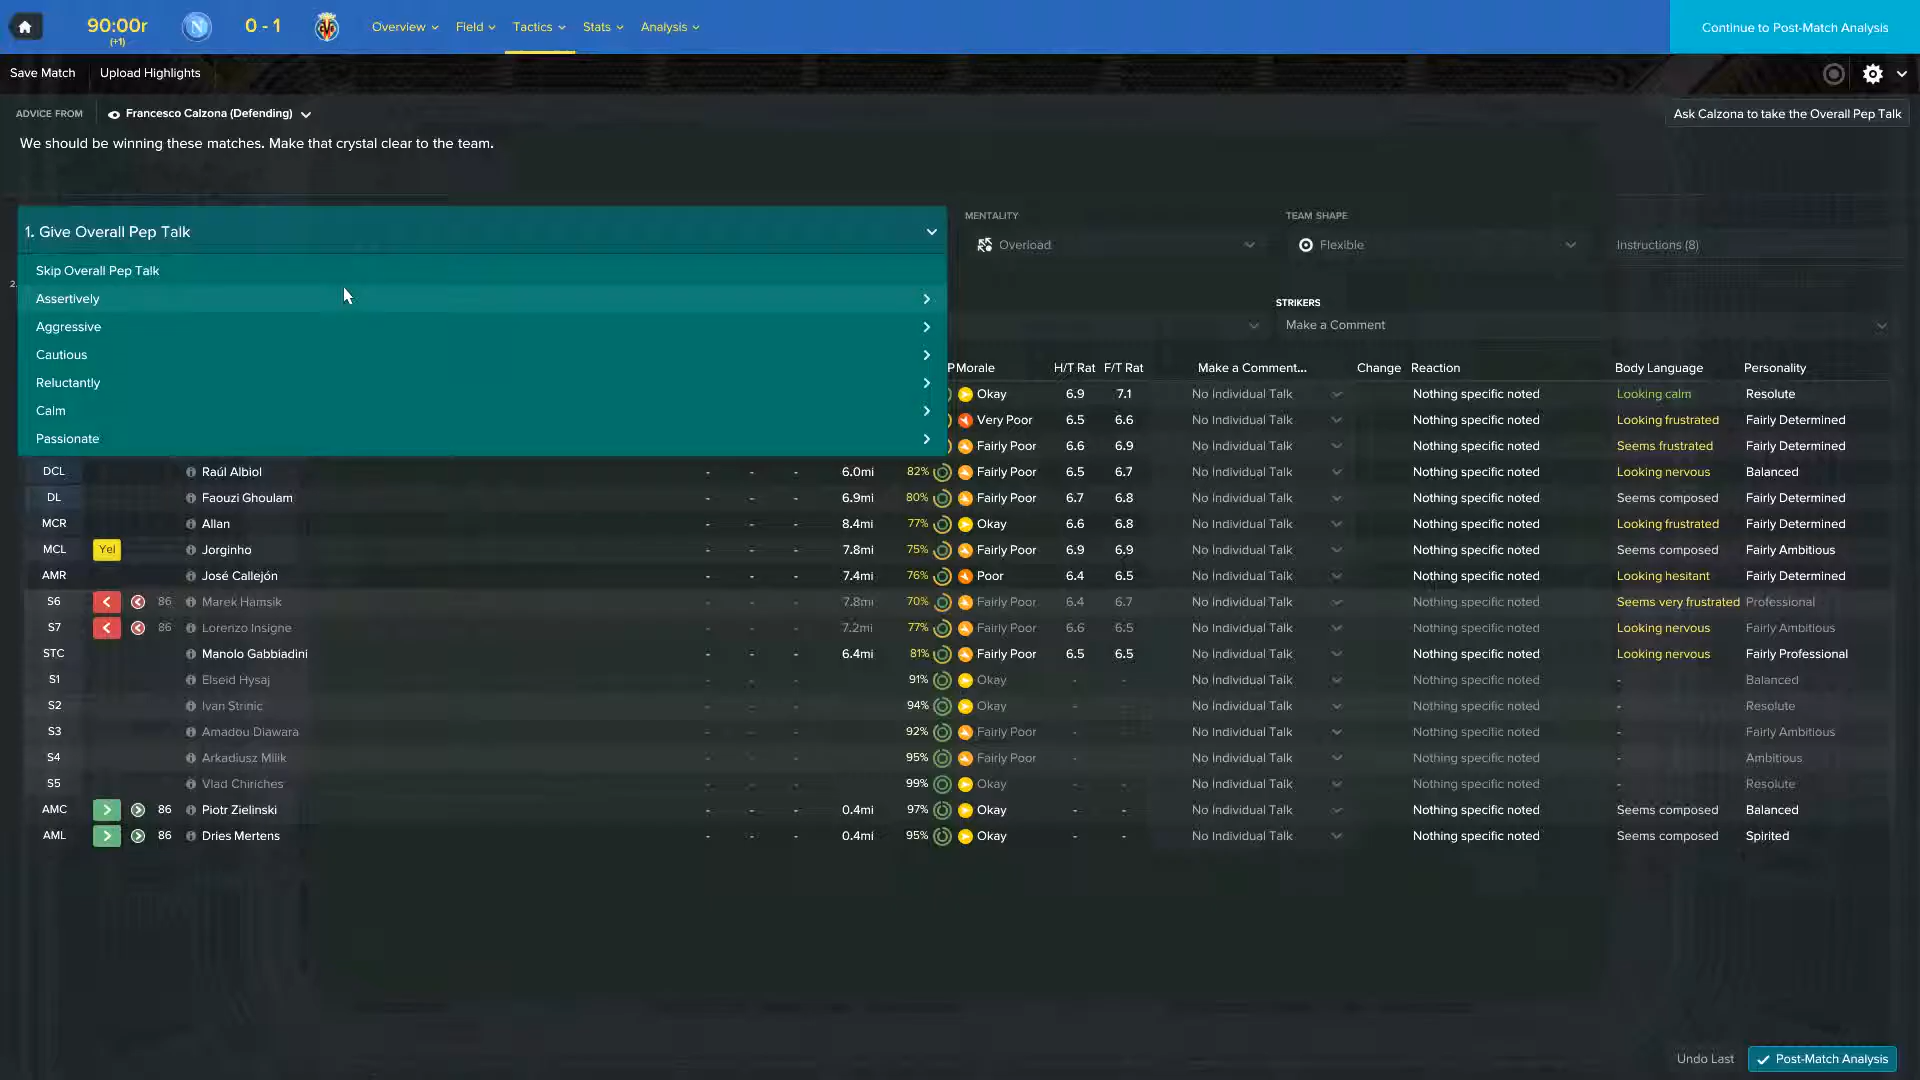 90:00r (+1) 0 - 1 Overview Field Tactics Stats Analysis Continue to Post-Match Analysis
Save Match Upload Highlights
ADVICE FROM Francesco Calzona (Defending) Ask Calzona to take the Overall Pep Talk
We should be winning these matches. Make that crystal clear to the team.
MENTALITY TEAM SHAPE
1. Give Overall Pep Talk Overload Flexible Instructions (8)
Skip Overall Pep Talk
2.
Assertively STRIKERS
Aggressive Make a Comment
Cautious
Reluctantly
Calm
Passionate
Morale H/T Rat F/T Rat Make a Comment... Change Reaction Body Language Personality
Okay 6.9 7.1 No Individual Talk Nothing specific noted Looking calm Resolute
Very Poor 6.5 6.6 No Individual Talk Nothing specific noted Looking frustrated Fairly Determined
Fairly Poor 6.6 6.9 No Individual Talk Nothing specific noted Seems frustrated Fairly Determined
DCL Raúl Albiol - - - 6.0mi 82% Fairly Poor 6.5 6.7 No Individual Talk Nothing specific noted Looking nervous Balanced
DL Faouzi Ghoulam - - - 6.9mi 80% Fairly Poor 6.7 6.8 No Individual Talk Nothing specific noted Seems composed Fairly Determined
MCR Allan - - - 8.4mi 77% Okay 6.6 6.8 No Individual Talk Nothing specific noted Looking frustrated Fairly Determined
MCL Yel Jorginho - - - 7.8mi 75% Fairly Poor 6.9 6.9 No Individual Talk Nothing specific noted Seems composed Fairly Ambitious
AMR José Callejón - - - 7.4mi 76% Poor 6.4 6.5 No Individual Talk Nothing specific noted Looking hesitant Fairly Determined
S6 86 Marek Hamsik - - - 7.8mi 70% Fairly Poor 6.4 6.7 No Individual Talk Nothing specific noted Seems very frustrated Professional
S7 86 Lorenzo Insigne - - - 7.2mi 77% Fairly Poor 6.6 6.5 No Individual Talk Nothing specific noted Looking nervous Fairly Ambitious
STC Manolo Gabbiadini - - - 6.4mi 81% Fairly Poor 6.5 6.5 No Individual Talk Nothing specific noted Looking nervous Fairly Professional
S1 Elseid Hysaj 91% Okay - - No Individual Talk Nothing specific noted - Balanced
S2 Ivan Strinic 94% Okay - - No Individual Talk Nothing specific noted - Resolute
S3 Amadou Diawara 92% Fairly Poor - - No Individual Talk Nothing specific noted - Fairly Ambitious
S4 Arkadiusz Milik 95% Fairly Poor - - No Individual Talk Nothing specific noted - Ambitious
S5 Vlad Chiriches 99% Okay - - No Individual Talk Nothing specific noted - Resolute
AMC 86 Piotr Zielinski - - - 0.4mi 97% Okay - - No Individual Talk Nothing specific noted Seems composed Balanced
AML 86 Dries Mertens - - - 0.4mi 95% Okay - - No Individual Talk Nothing specific noted Seems composed Spirited
Undo Last Post-Match Analysis